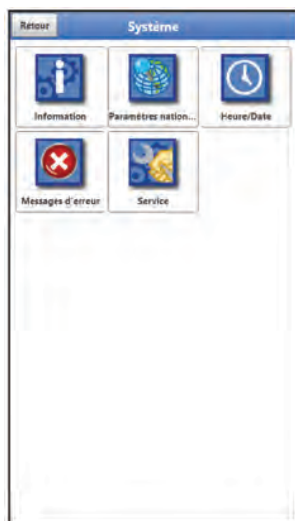 Retour
Système
Information
Paramètres nation...
Heure/Date
Messages d'erreur
Service